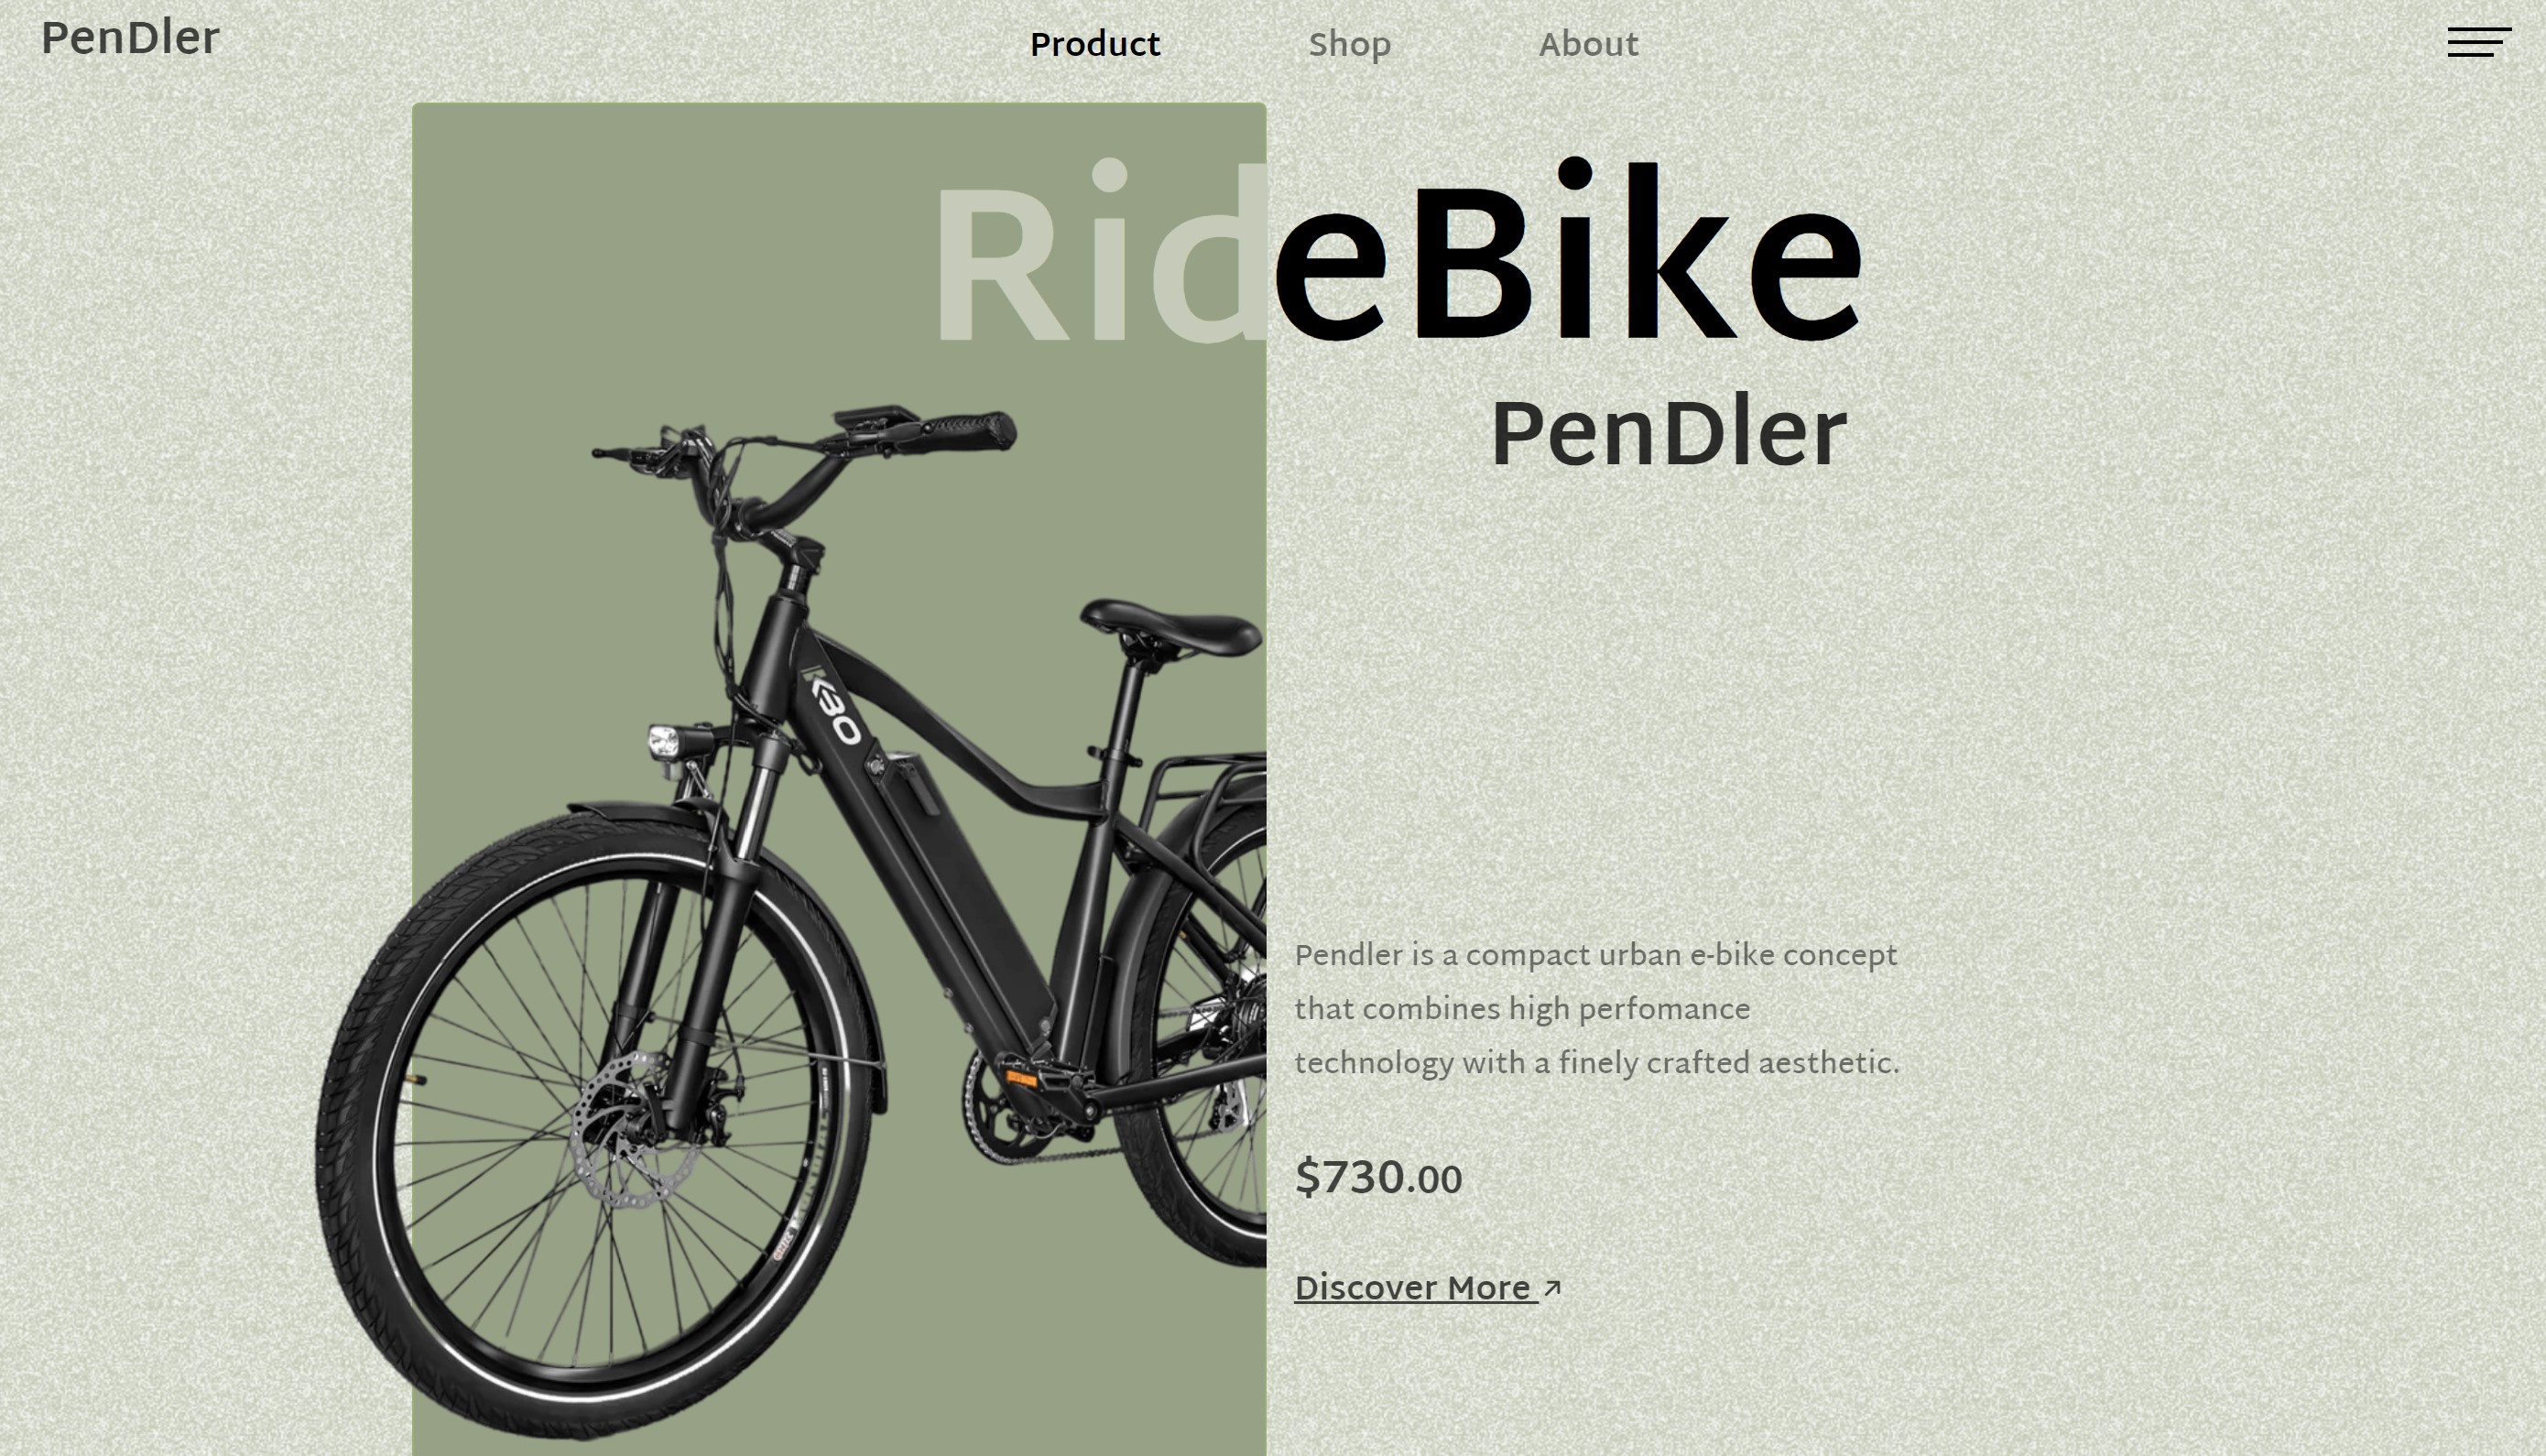 PenDler
Product Shop About
RideBike
PenDler
K30
Pendler is a compact urban e-bike concept
that combines high perfomance
technology with a finely crafted aesthetic.
$730.00
Discover More ↗